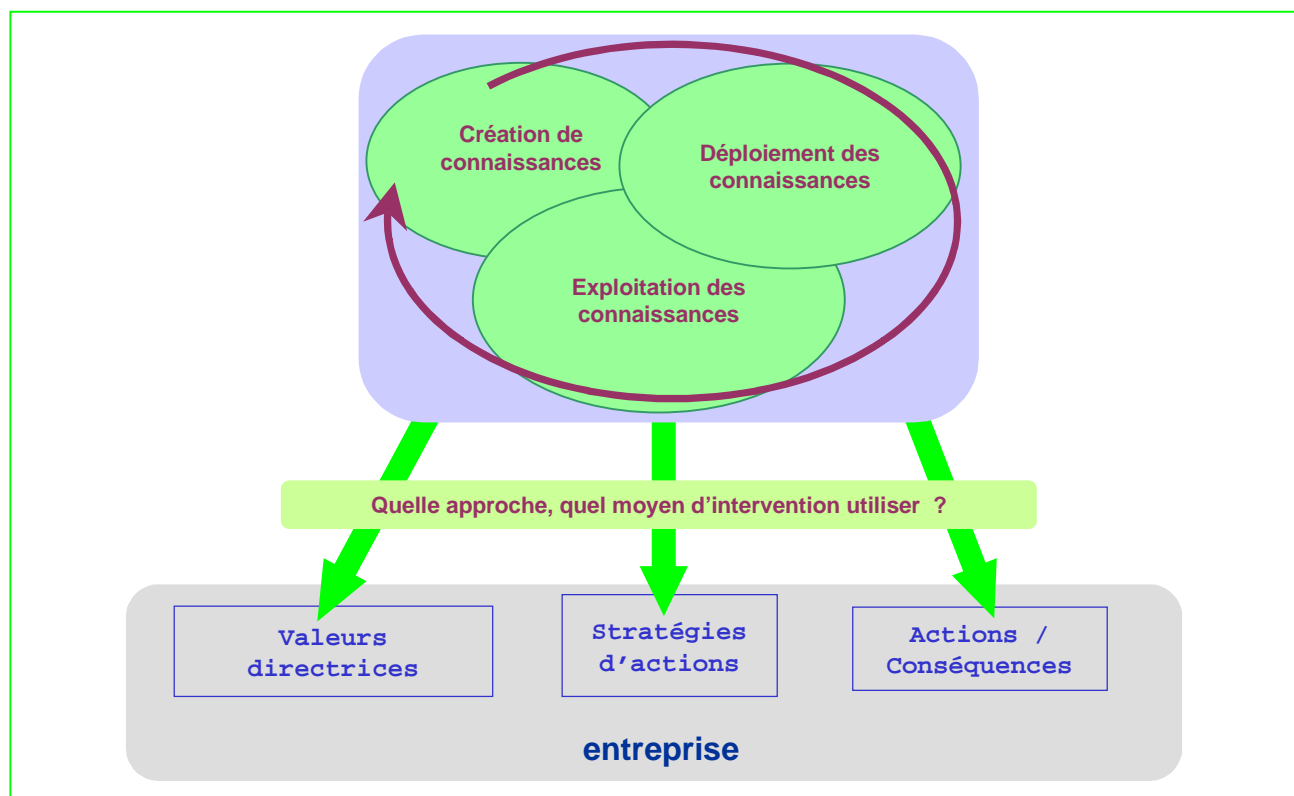 Création de
connaissances
Déploiement des
connaissances
Exploitation des
connaissances
Quelle approche, quel moyen d’intervention utiliser ?
Valeurs
directrices
Stratégies
d’actions
Actions /
Conséquences
entreprise